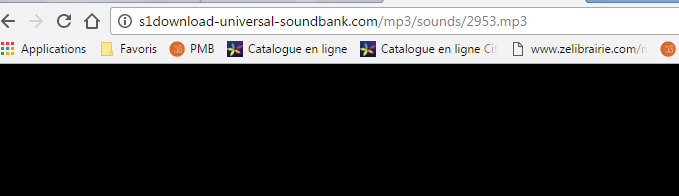 s1download-universal-soundbank.com/mp3/sounds/2953.mp3
Applications Favoris PMB Catalogue en ligne Catalogue en ligne Cit www.zelibrairie.com/